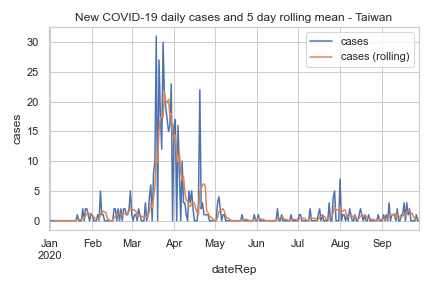 New COVID-19 daily cases and 5 day rolling mean - Taiwan
cases
cases (rolling)
30
25
20
15
10
5
0
cases
Jan Feb Mar Apr May Jun Jul Aug Sep
2020
dateRep